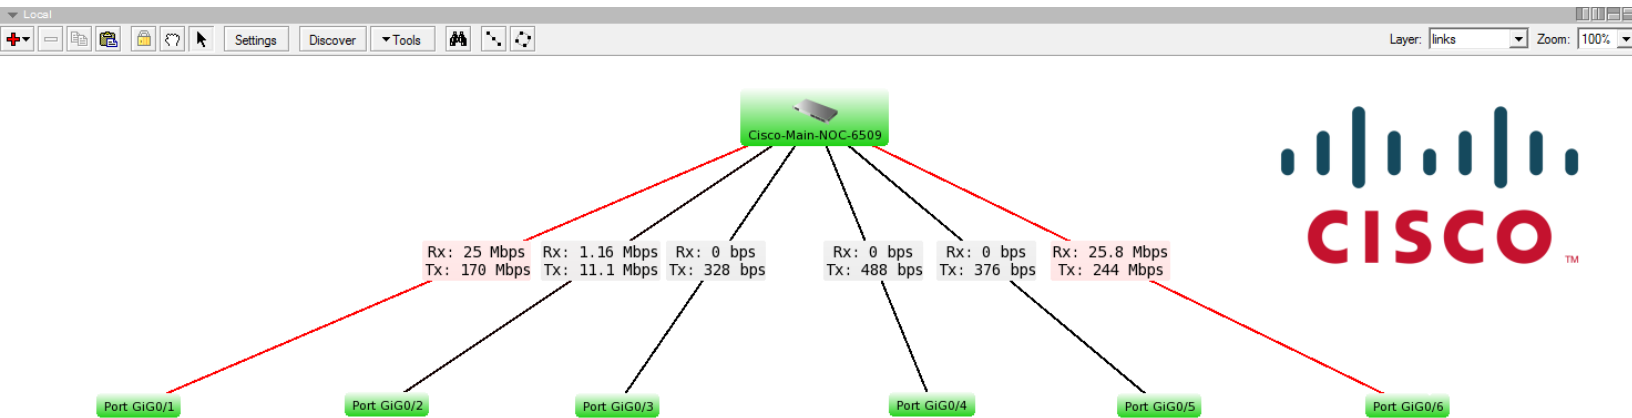 Local
Settings
Discover
Tools
Layer: links
Zoom: 100%
Cisco-Main-NOC-6509
CISCO
TM
Rx: 25 Mbps
Tx: 170 Mbps
Rx: 1.16 Mbps
Tx: 11.1 Mbps
Rx: 0 bps
Tx: 328 bps
Rx: 0 bps
Tx: 488 bps
Rx: 0 bps
Tx: 376 bps
Rx: 25.8 Mbps
Tx: 244 Mbps
Port GiG0/1
Port GiG0/2
Port GiG0/3
Port GiG0/4
Port GiG0/5
Port GiG0/6